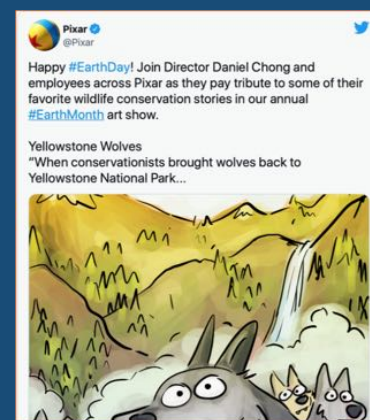 Pixar
@Pixar
Happy #EarthDay! Join Director Daniel Chong and
employees across Pixar as they pay tribute to some of their
favorite wildlife conservation stories in our annual
#EarthMonth art show.
Yellowstone Wolves
"When conservationists brought wolves back to
Yellowstone National Park...